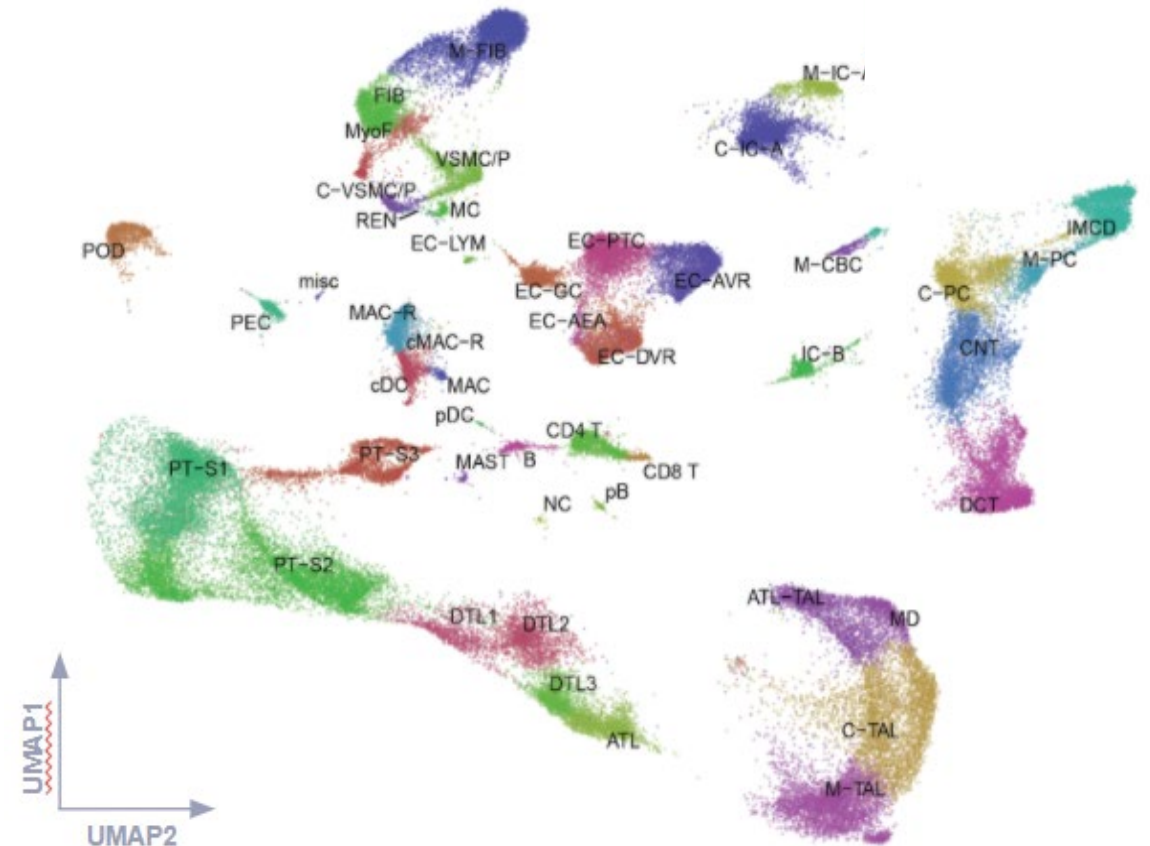 M−FIB
M−IC−A
FIB
MyoF
C−IC−A
VSMC/P
C−VSMC/P
REN
MC
IMCD
EC−LYM
EC−PTC
POD
M−CBC
M−PC
misc
EC−GC
EC−AVR
C−PC
PEC
MAC−R
EC−AEA
cMAC−R
CNT
EC−DVR
IC−B
cDC
MAC
pDC
CD4 T
PT−S3
PT−S1
MAST
B
CD8 T
pB
NC
DCT
PT−S2
ATL−TAL
DTL1
DTL2
MD
DTL3
C−TAL
ATL
M−TAL
UMAP1
UMAP2